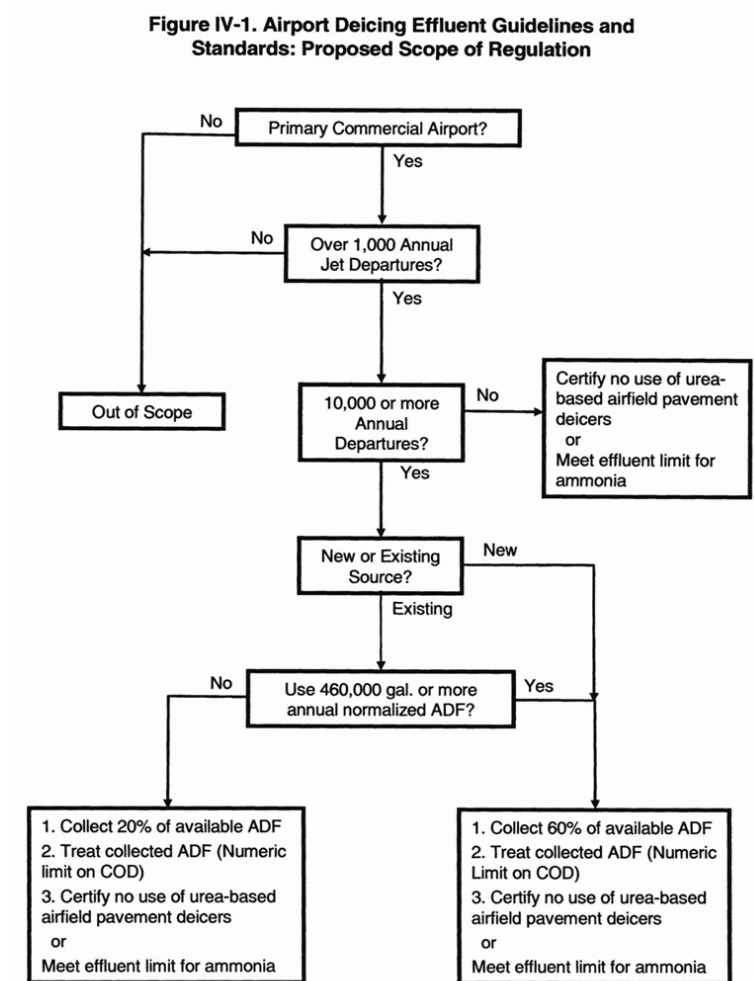 Figure IV-1. Airport Deicing Effluent Guidelines and
Standards: Proposed Scope of Regulation
No
Primary Commercial Airport?
Yes
No
Over 1,000 Annual
Jet Departures?
Yes
Out of Scope
10,000 or more
Annual
Departures?
No
Certify no use of urea-
based airfield pavement
deicers
or
Meet effluent limit for
ammonia
Yes
New or Existing
Source?
New
Existing
No
Use 460,000 gal. or more
annual normalized ADF?
Yes
1. Collect 20% of available ADF
2. Treat collected ADF (Numeric
limit on COD)
3. Certify no use of urea-based
airfield pavement deicers
or
Meet effluent limit for ammonia
1. Collect 60% of available ADF
2. Treat collected ADF (Numeric
Limit on COD)
3. Certify no use of urea-based
airfield pavement deicers
or
Meet effluent limit for ammonia